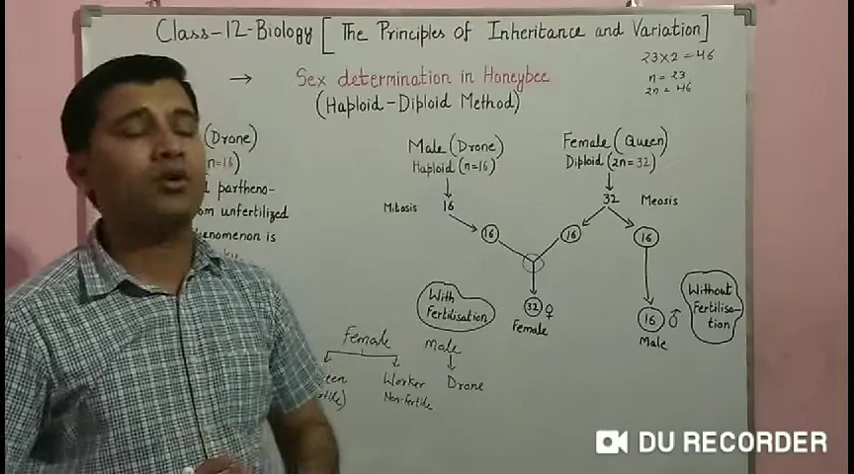 Class-12-Biology [ The Principles of Inheritance and Variation ]
23×2 = 46
n = 23
2n = 46
→ Sex determination in Honeybee
(Haploid-Diploid Method)
(Drone)
n=16)
partheno-
om unfertilized
henomenon is
Male (Drone)
Haploid (n=16)
Mitosis
16
16
Female (Queen)
Diploid (2n=32)
32
Meosis
16
16
With
Fertilisation
32 ♀
Female
16 ♂
Male
Without
Fertilisa-
tion
Female
een
Worker
Non-fertile
male
Drone
DU RECORDER